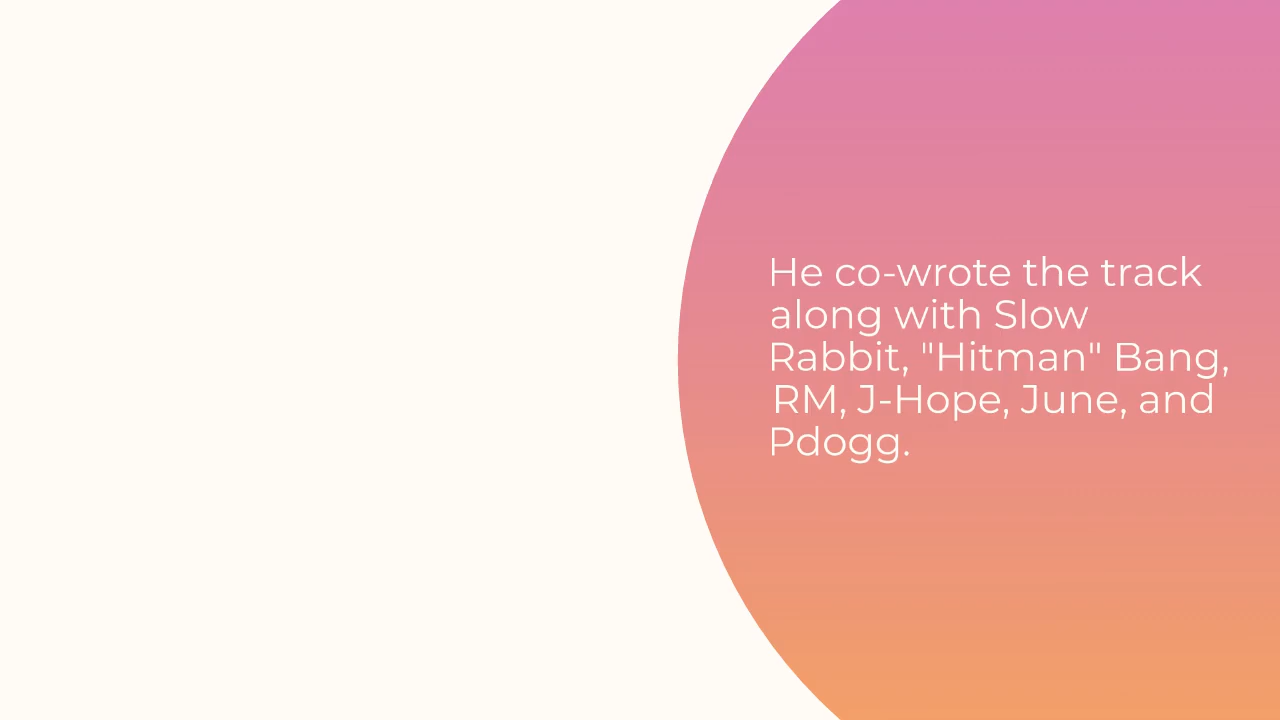 He co-wrote the track
along with Slow
Rabbit, "Hitman" Bang,
RM, J-Hope, June, and
Pdogg.